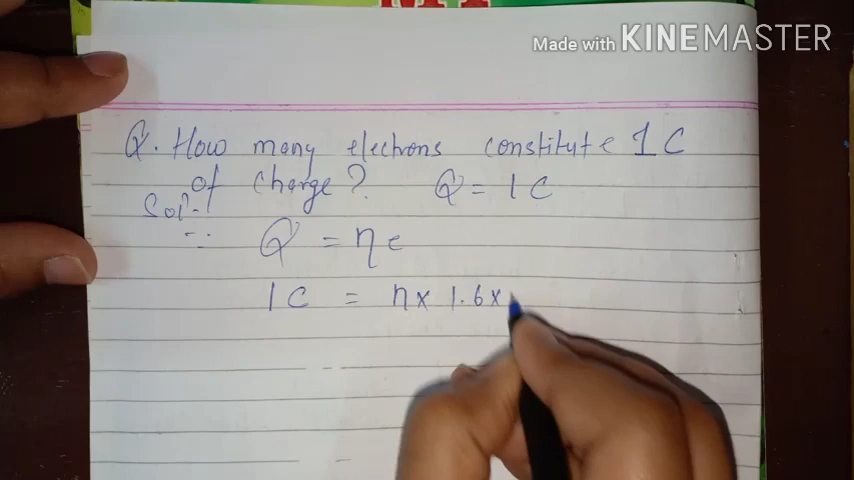 Made with KINEMASTER
Q. How many electrons constitute 1 C
of charge? Q = 1 C
Sol.-
∵ Q = ne
1 C = n x 1.6 x